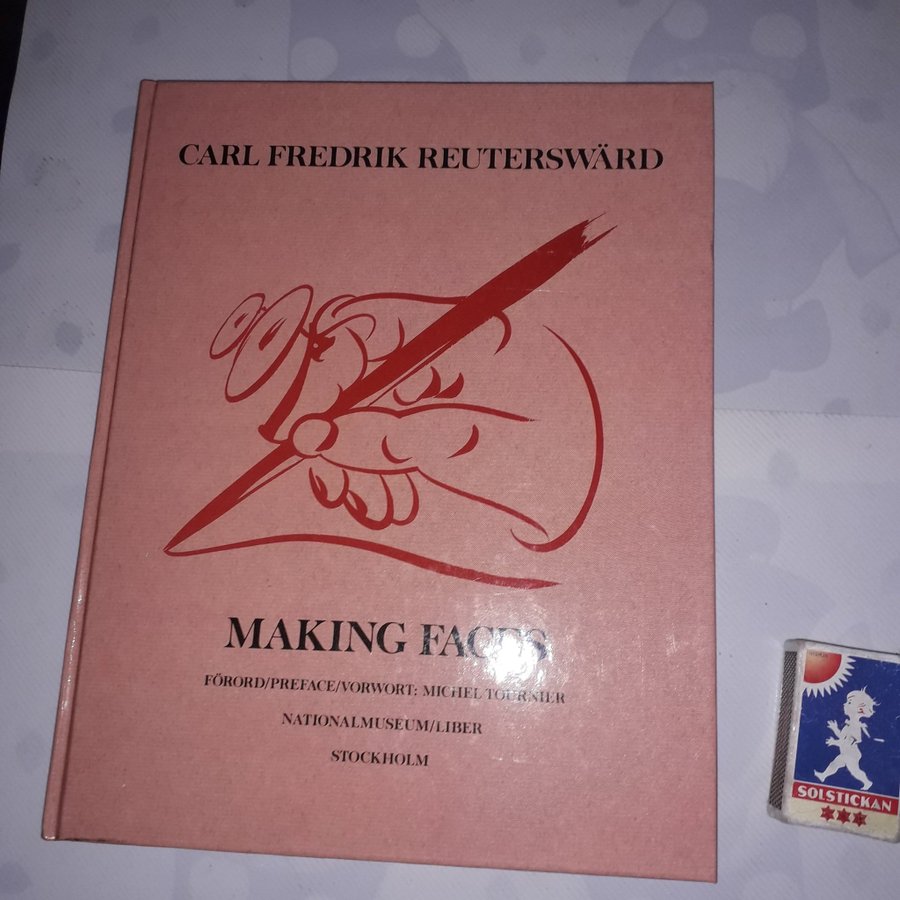 CARL FREDRIK REUTERSWÄRD
MAKING FACES
FÖRORD/PREFACE/VORWORT: MICHEL TOURNIER
NATIONALMUSEUM/LIBER
STOCKHOLM
SOLSTICKAN